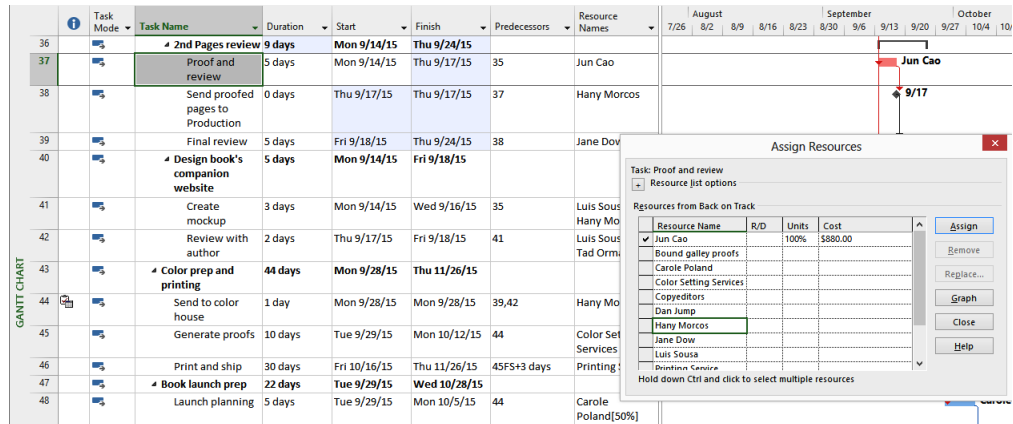 Task Mode
Task Name
Duration
Start
Finish
Predecessors
Resource Names
August
September
October
7/26 8/2 8/9 8/16 8/23 8/30 9/6 9/13 9/20 9/27 10/4
36 2nd Pages review 9 days Mon 9/14/15 Thu 9/24/15
37 Proof and review 5 days Mon 9/14/15 Thu 9/17/15 35 Jun Cao
Jun Cao
38 Send proofed pages to Production 0 days Thu 9/17/15 Thu 9/17/15 37 Hany Morcos
9/17
39 Final review 5 days Fri 9/18/15 Thu 9/24/15 38 Jane
40 Design book's companion website 5 days Mon 9/14/15 Fri 9/18/15
41 Create mockup 3 days Mon 9/14/15 Wed 9/16/15 35 Luis Hany
42 Review with author 2 days Thu 9/17/15 Fri 9/18/15 41 Luis Tad
43 Color prep and printing 44 days Mon 9/28/15 Thu 11/26/15
44 Send to color house 1 day Mon 9/28/15 Mon 9/28/15 39,42 Hany
45 Generate proofs 10 days Tue 9/29/15 Mon 10/12/15 44 Color Services
46 Print and ship 30 days Fri 10/16/15 Thu 11/26/15 45FS+3 days Printing
47 Book launch prep 22 days Tue 9/29/15 Wed 10/28/15
48 Launch planning 5 days Tue 9/29/15 Mon 10/5/15 44 Carole Poland[50%]
GANTT CHART
Assign Resources
Task: Proof and review
+ Resource list options
Resources from Back on Track
Resource Name R/D Units Cost
Jun Cao 100% $880.00
Bound galley proofs
Carole Poland
Color Setting Services
Copyeditors
Dan Jump
Hany Morcos
Jane Dow
Luis Sousa
Printing Service
Hold down Ctrl and click to select multiple resources
Assign
Remove
Replace...
Graph
Close
Help